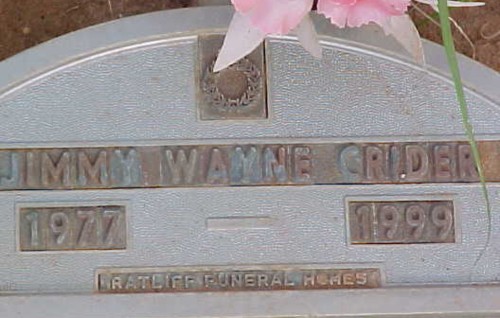 JIMMY WAYNE CRIDER
1977 — 1999
RATLIFF FUNERAL HOMES